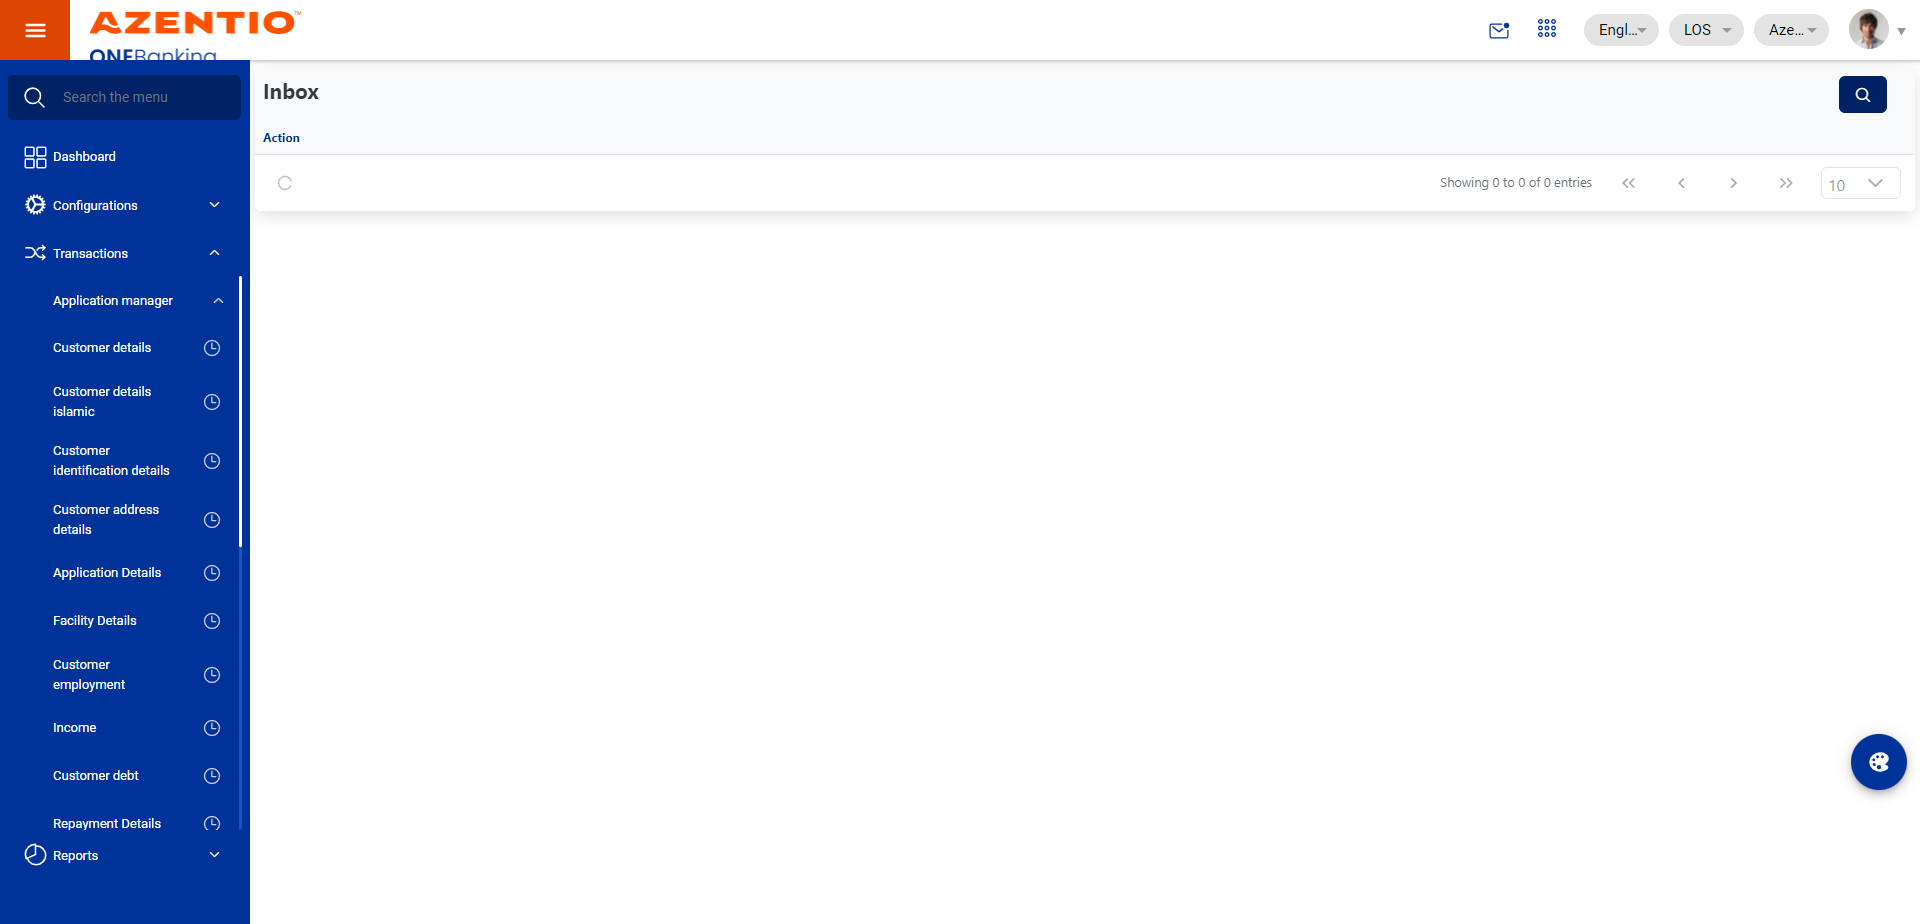 AZENTIO™
ONEBanking
Engl...
LOS
Aze...
Search the menu
Dashboard
Configurations
Transactions
Application manager
Customer details
Customer details
islamic
Customer
identification details
Customer address
details
Application Details
Facility Details
Customer
employment
Income
Customer debt
Repayment Details
Reports
Inbox
Action
Showing 0 to 0 of 0 entries
10